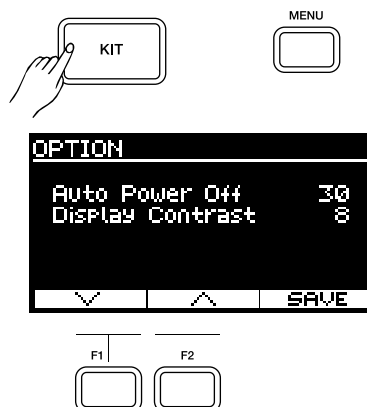 MENU
KIT
OPTION
Auto Power Off 30
Display Contrast 8
SAVE
F1 F2